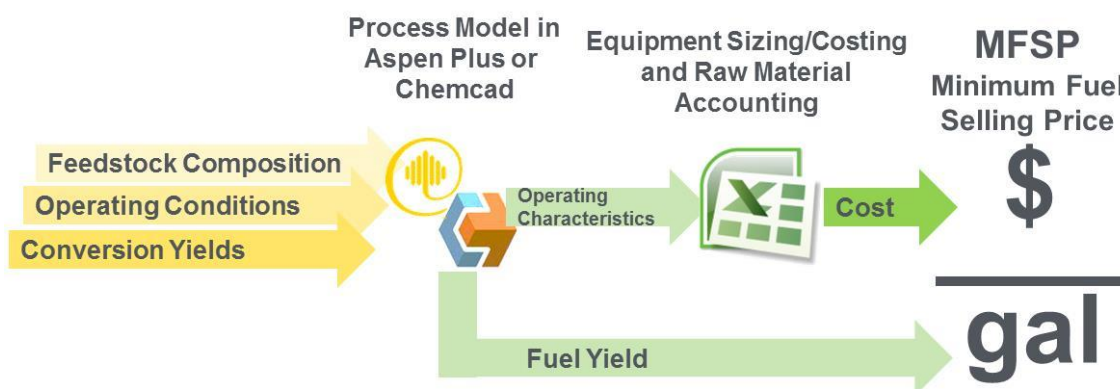 Process Model in
Aspen Plus or
Chemcad
Equipment Sizing/Costing
and Raw Material
Accounting
MFSP
Minimum Fuel
Selling Price
Feedstock Composition
Operating Conditions
Conversion Yields
Operating
Characteristics
Cost
$
gal
Fuel Yield